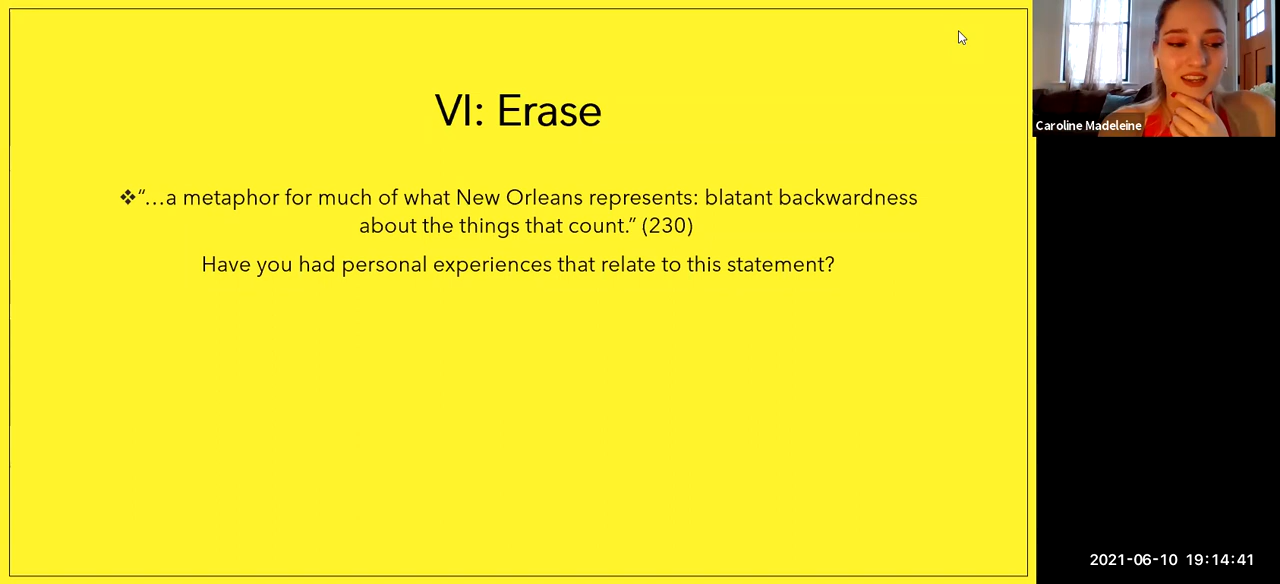 VI: Erase
❖“…a metaphor for much of what New Orleans represents: blatant backwardness
about the things that count.” (230)
Have you had personal experiences that relate to this statement?
Caroline Madeleine
2021-06-10 19:14:41